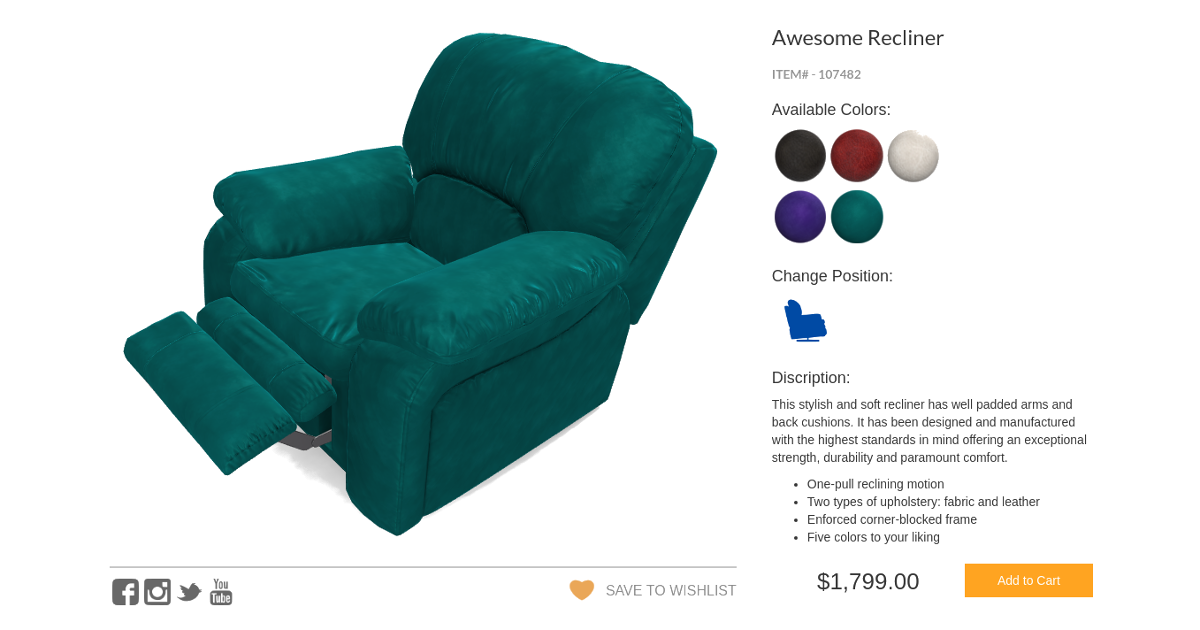 Awesome Recliner
ITEM# - 107482
Available Colors:
Change Position:
Discription:
This stylish and soft recliner has well padded arms and
back cushions. It has been designed and manufactured
with the highest standards in mind offering an exceptional
strength, durability and paramount comfort.
• One-pull reclining motion
• Two types of upholstery: fabric and leather
• Enforced corner-blocked frame
• Five colors to your liking
$1,799.00
Add to Cart
You
Tube
SAVE TO WISHLIST